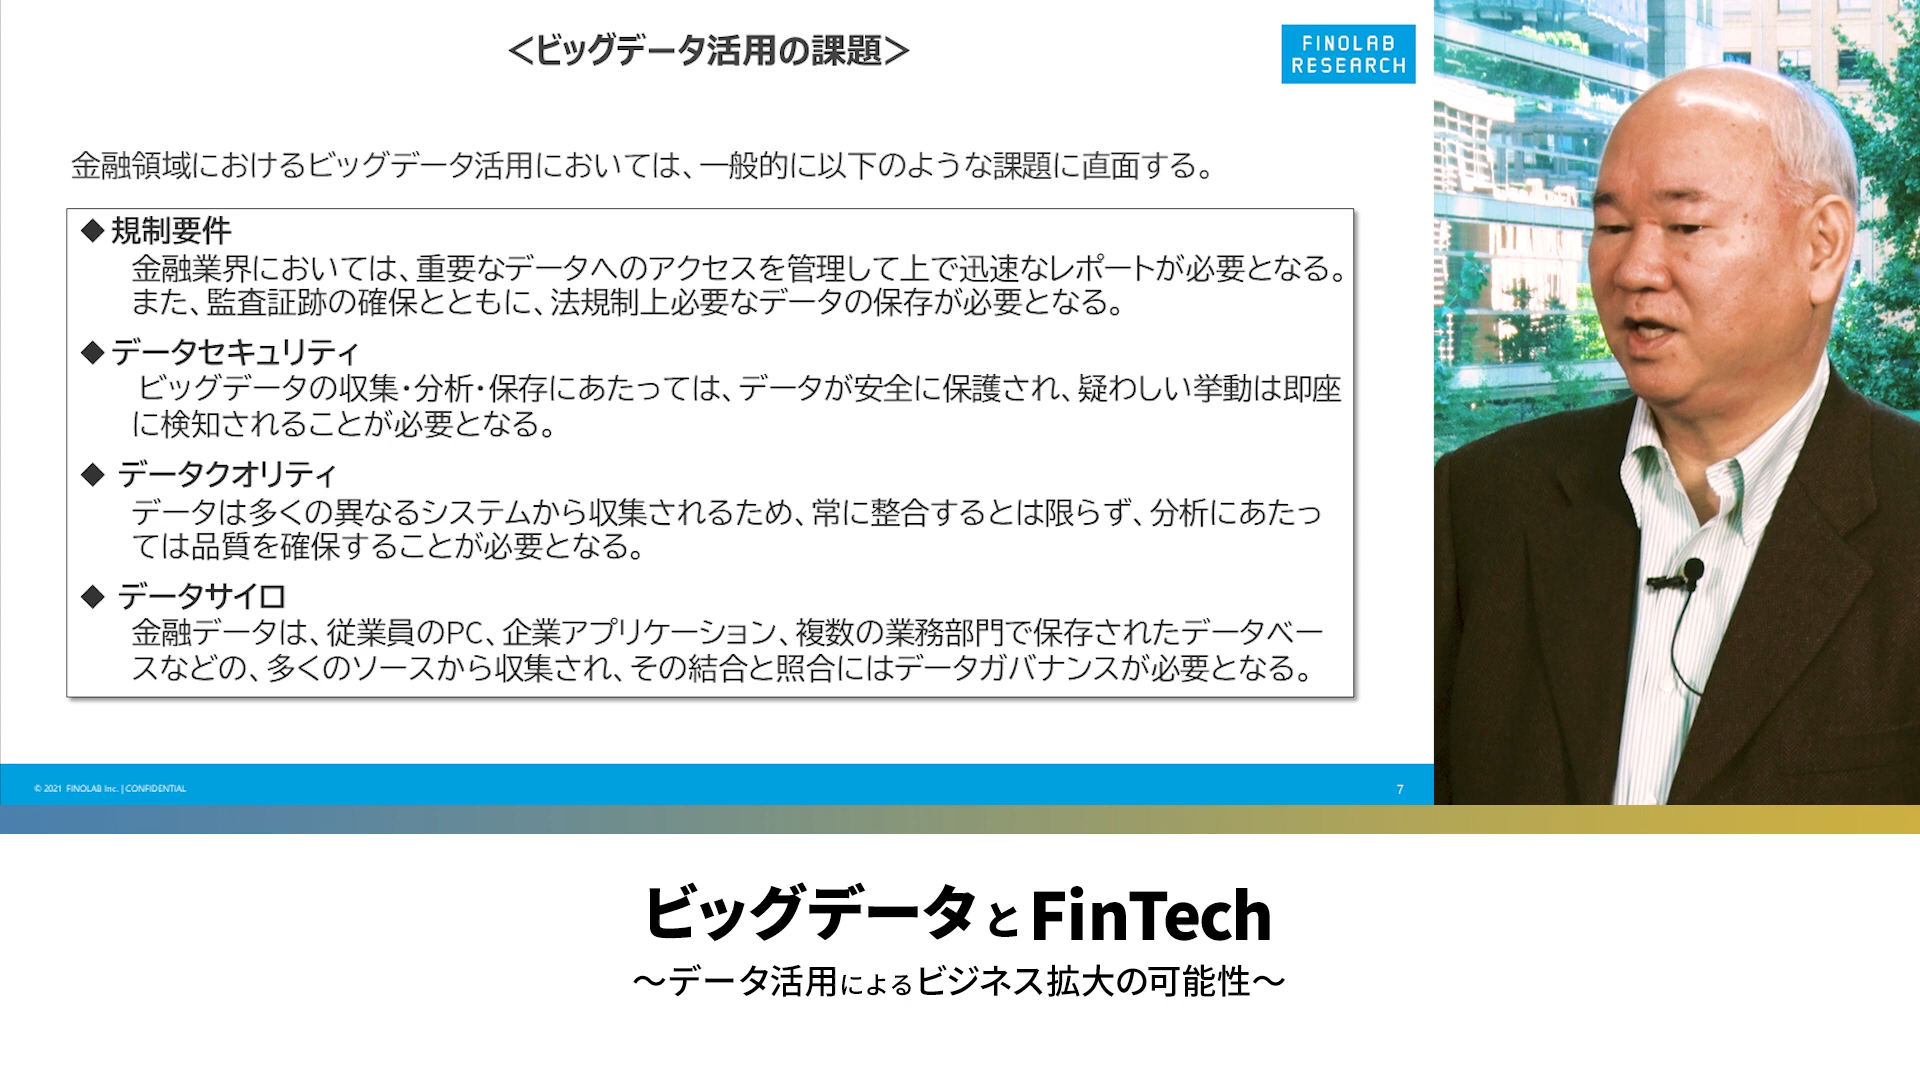 ＜ビッグデータ活用の課題＞
FINOLAB
RESEARCH
金融領域におけるビッグデータ活用においては、一般的に以下のような課題に直面する。
◆ 規制要件
金融業界においては、重要なデータへのアクセスを管理して上で迅速なレポートが必要となる。
また、監査証跡の確保とともに、法規制上必要なデータの保存が必要となる。
◆ データセキュリティ
ビッグデータの収集・分析・保存にあたっては、データが安全に保護され、疑わしい挙動は即座
に検知されることが必要となる。
◆ データクオリティ
データは多くの異なるシステムから収集されるため、常に整合するとは限らず、分析にあたっ
ては品質を確保することが必要となる。
◆ データサイロ
金融データは、従業員のPC、企業アプリケーション、複数の業務部門で保存されたデータベー
スなどの、多くのソースから収集され、その結合と照合にはデータガバナンスが必要となる。
© 2021 FINOLAB Inc. | CONFIDENTIAL
7
ビッグデータとFinTech
～データ活用によるビジネス拡大の可能性～